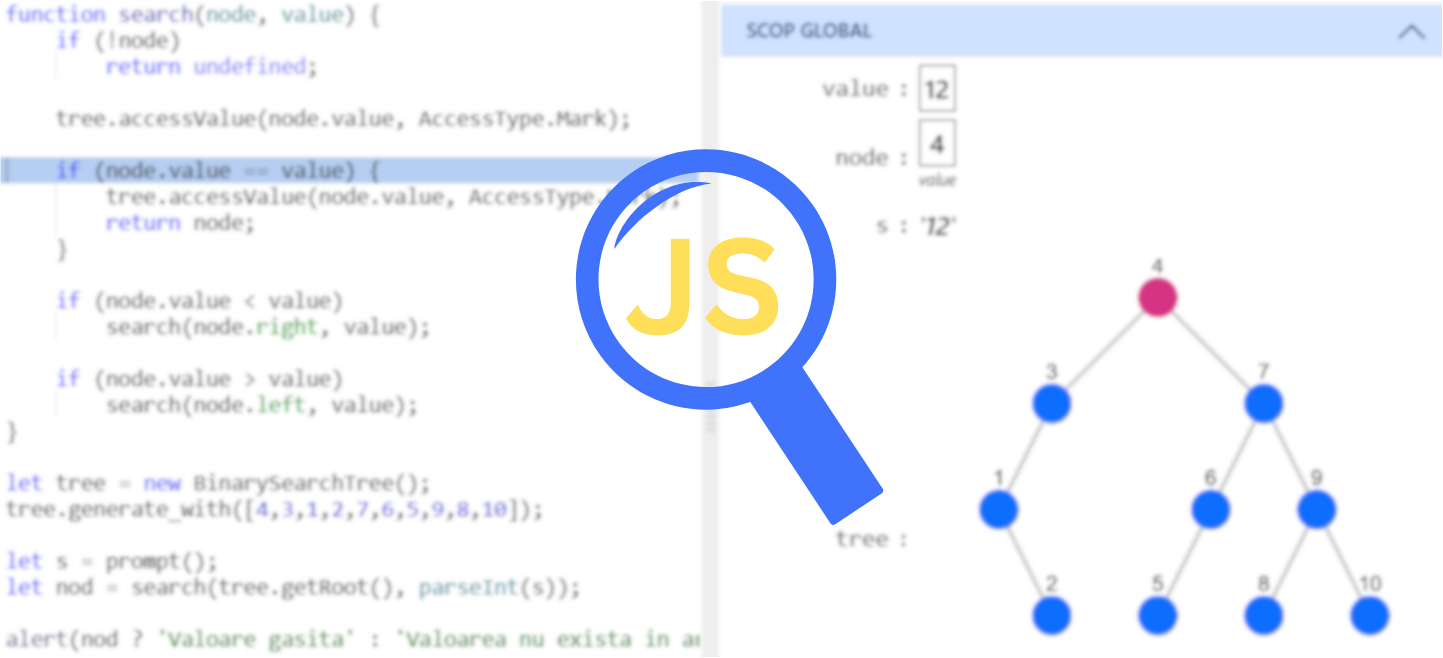 function search(node, value) {
if (!node)
return undefined;
tree.accessValue(node.value, AccessType.Mark);
if (node.value == value) {
tree.accessValue(node.value, AccessType.
return node;
}
if (node.value < value)
search(node.right, value);
if (node.value > value)
search(node.left, value);
}
let tree = new BinarySearchTree();
tree.generate_with([4,3,1,2,7,6,5,9,8,10]);
let s = prompt();
let nod = search(tree.getRoot(), parseInt(s));
alert(nod ? 'Valoare gasita' : 'Valoarea nu exista in
JS
SCOP GLOBAL
value : 12
node : 4
value
s : '12'
tree :
4
3 7
1 6 9
2 5 8 10